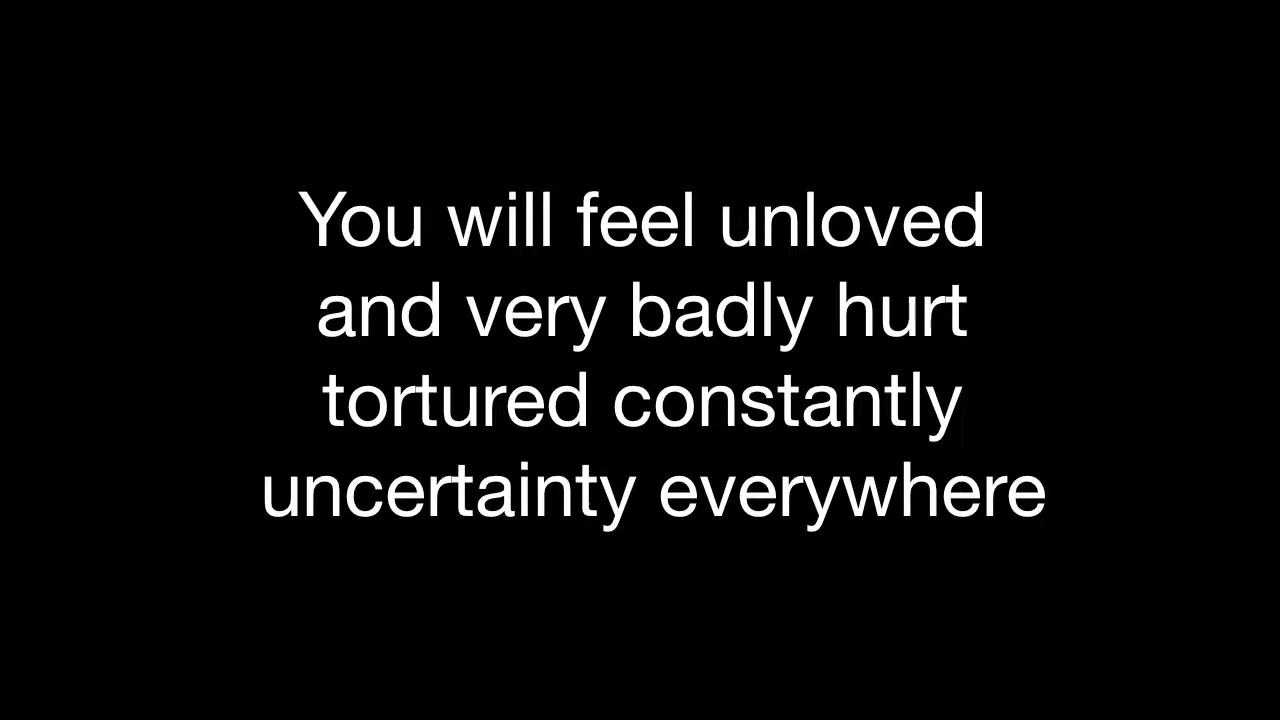 You will feel unloved
and very badly hurt
tortured constantly
uncertainty everywhere